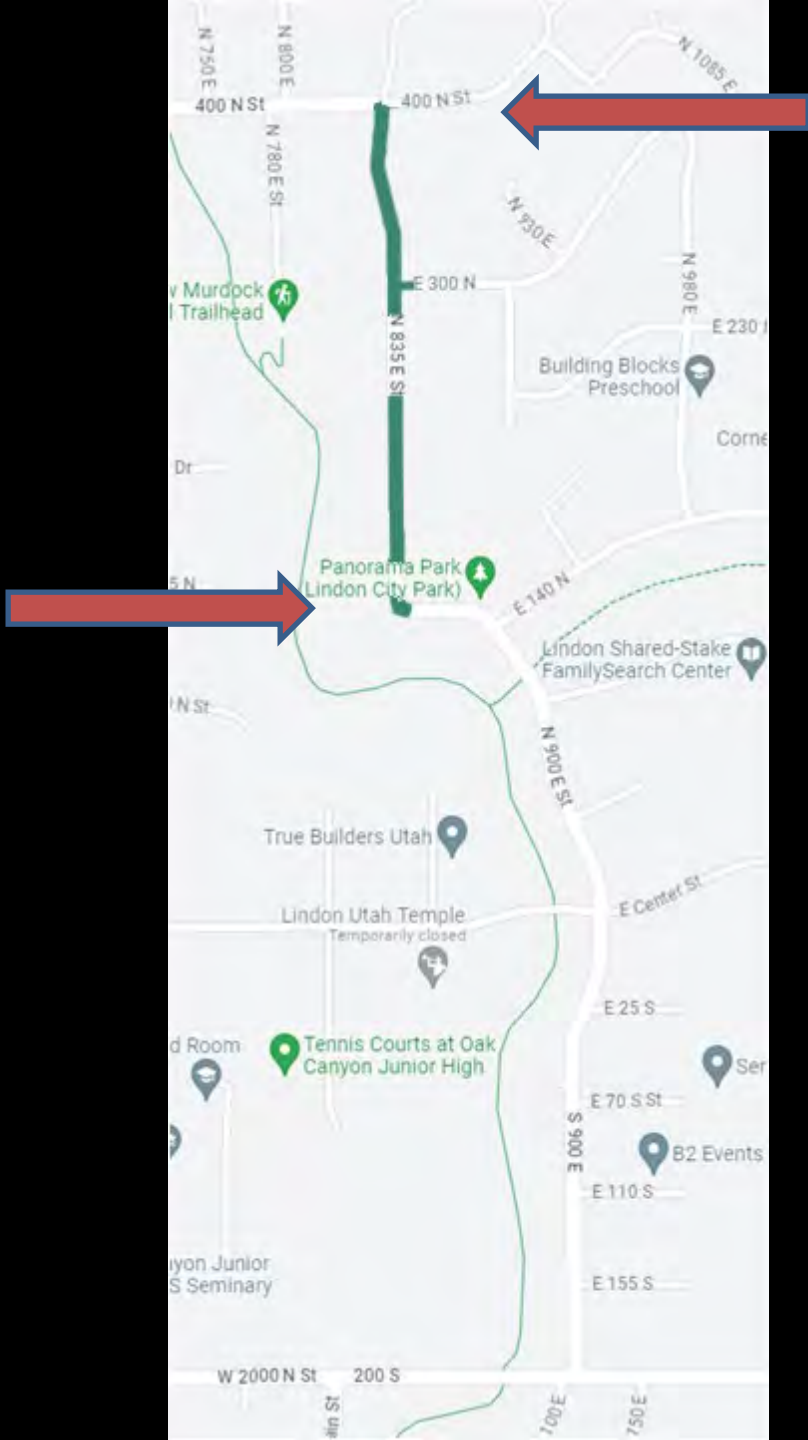 N 750 E
N 800 E
N 1085 E
400 N St
400 N St
N 780 E St
N 930 E
Murdock
Trailhead
E 300 N
N 980 E
N 835 E St
E 230
Building Blocks
Preschool
Corne
Dr
Panorama Park
Lindon City Park)
5 N
E 140 N
Lindon Shared-Stake
FamilySearch Center
N St
N 900 E St
True Builders Utah
Lindon Utah Temple
Temporarily closed
E Center St
E 25 S
d Room
Tennis Courts at Oak
Canyon Junior High
Ser
E 70 S St
S 900 E
B2 Events
E 110 S
nyon Junior
S Seminary
E 155 S
W 2000 N St
200 S
ain St
750 E